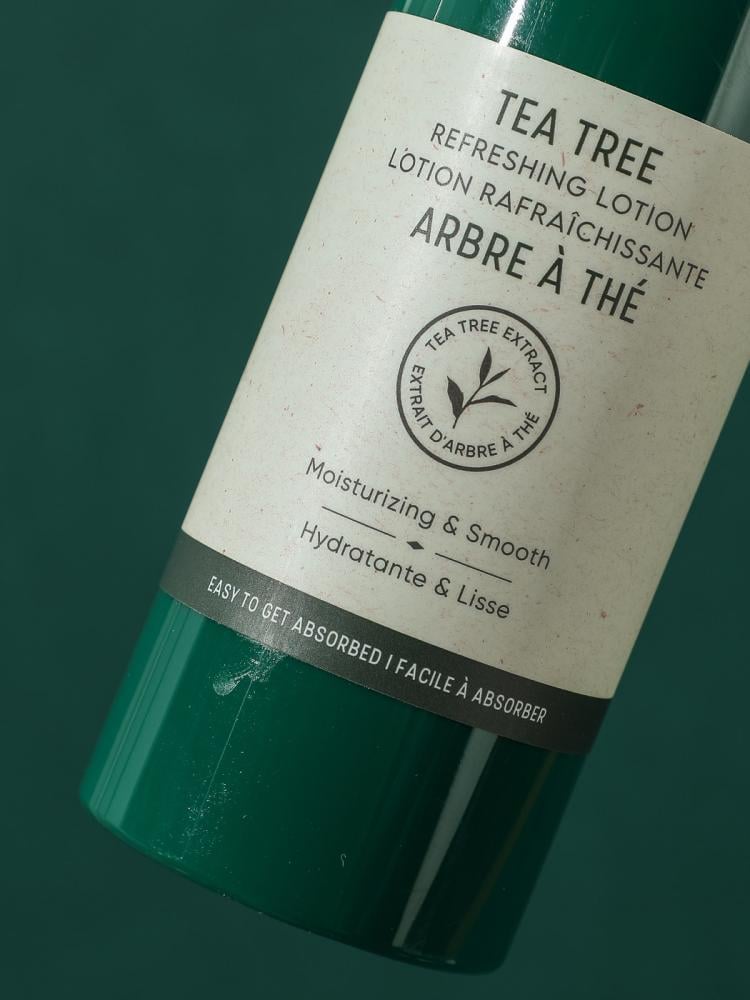 TEA TREE
REFRESHING LOTION
LOTION RAFRAÎCHISSANTE
ARBRE À THÉ
TEA TREE EXTRACT
EXTRAIT D'ARBRE À THÉ
Moisturizing & Smooth
Hydratante & Lisse
EASY TO GET ABSORBED I FACILE À ABSORBER